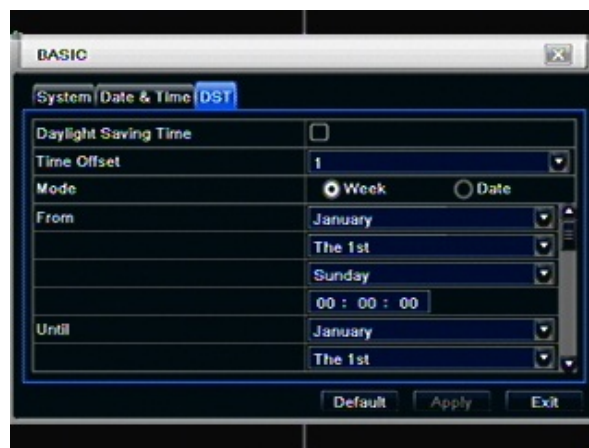 BASIC
System Date & Time DST
Daylight Saving Time
Time Offset 1
Mode Week Date
From January
The 1st
Sunday
00 : 00 : 00
Until January
The 1st
Default Apply Exit